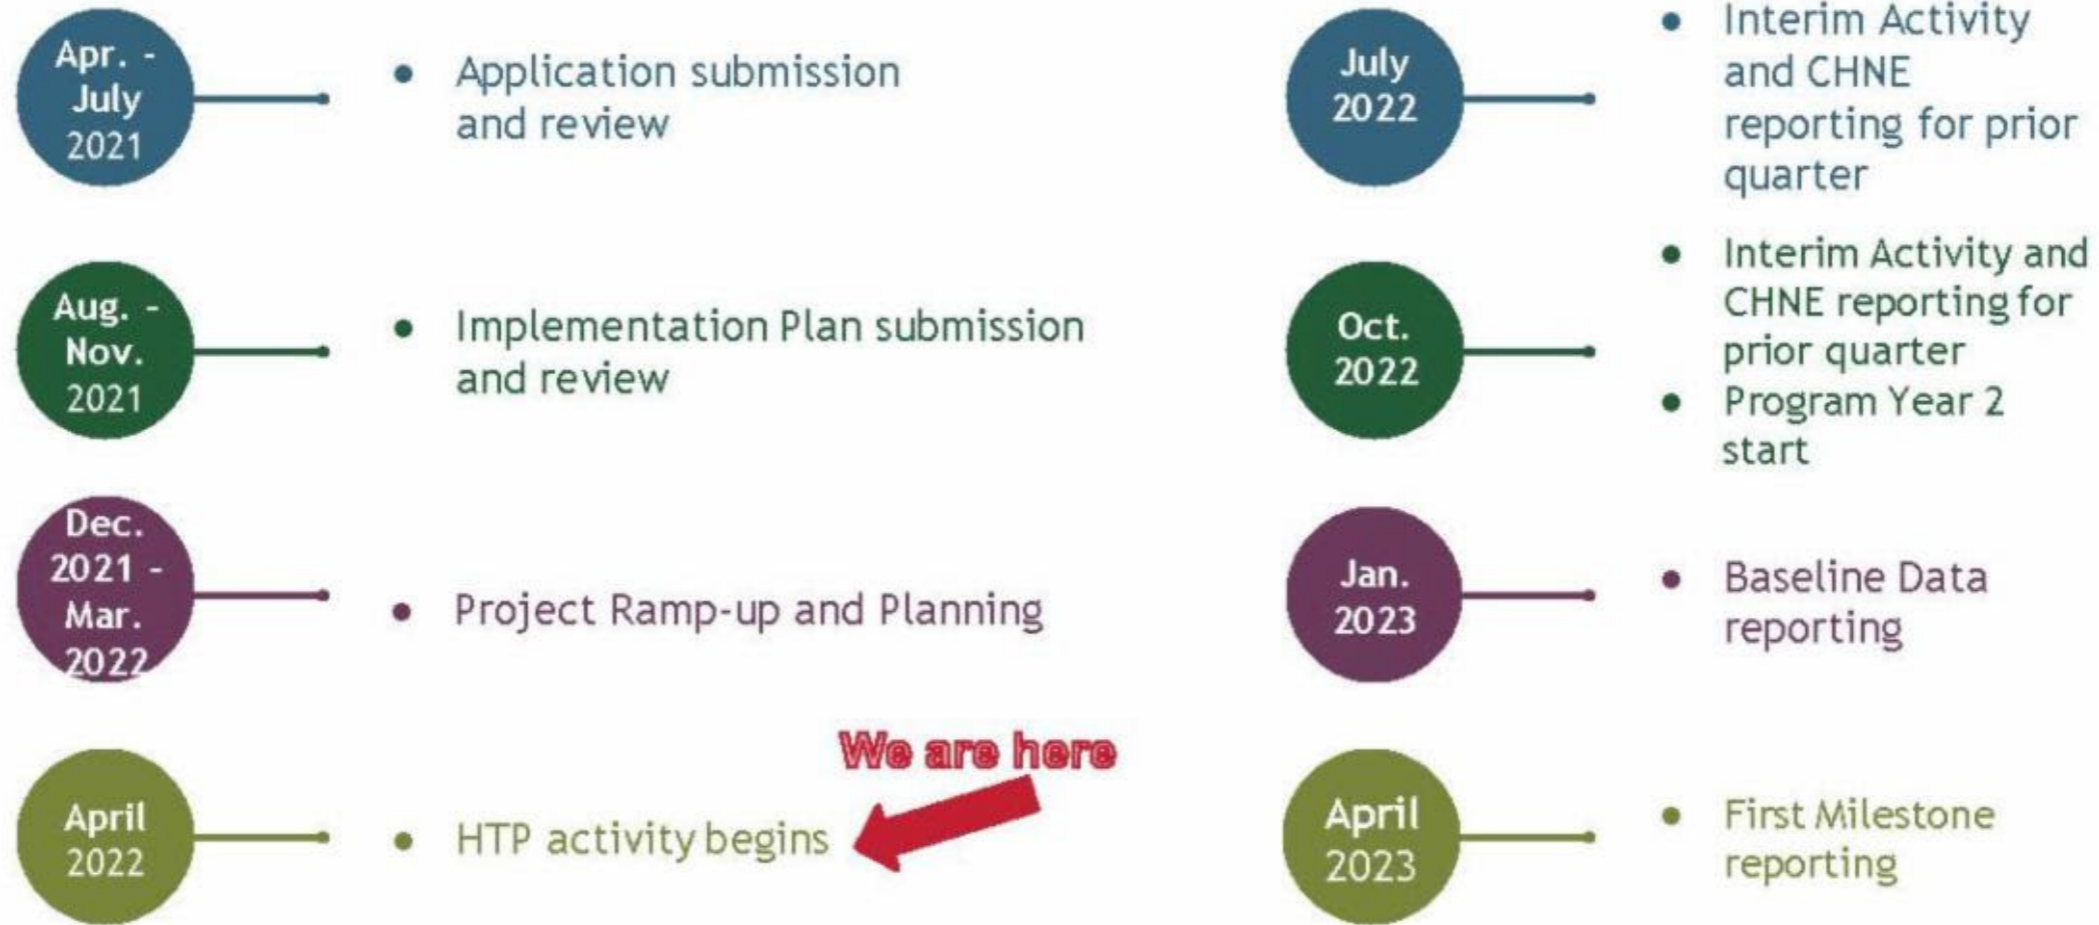 Apr. -
July
2021
• Application submission
and review
Aug. -
Nov.
2021
• Implementation Plan submission
and review
Dec.
2021 -
Mar.
2022
• Project Ramp-up and Planning
April
2022
• HTP activity begins
We are here
July
2022
• Interim Activity
and CHNE
reporting for prior
quarter
Oct.
2022
• Interim Activity and
CHNE reporting for
prior quarter
• Program Year 2
start
Jan.
2023
• Baseline Data
reporting
April
2023
• First Milestone
reporting